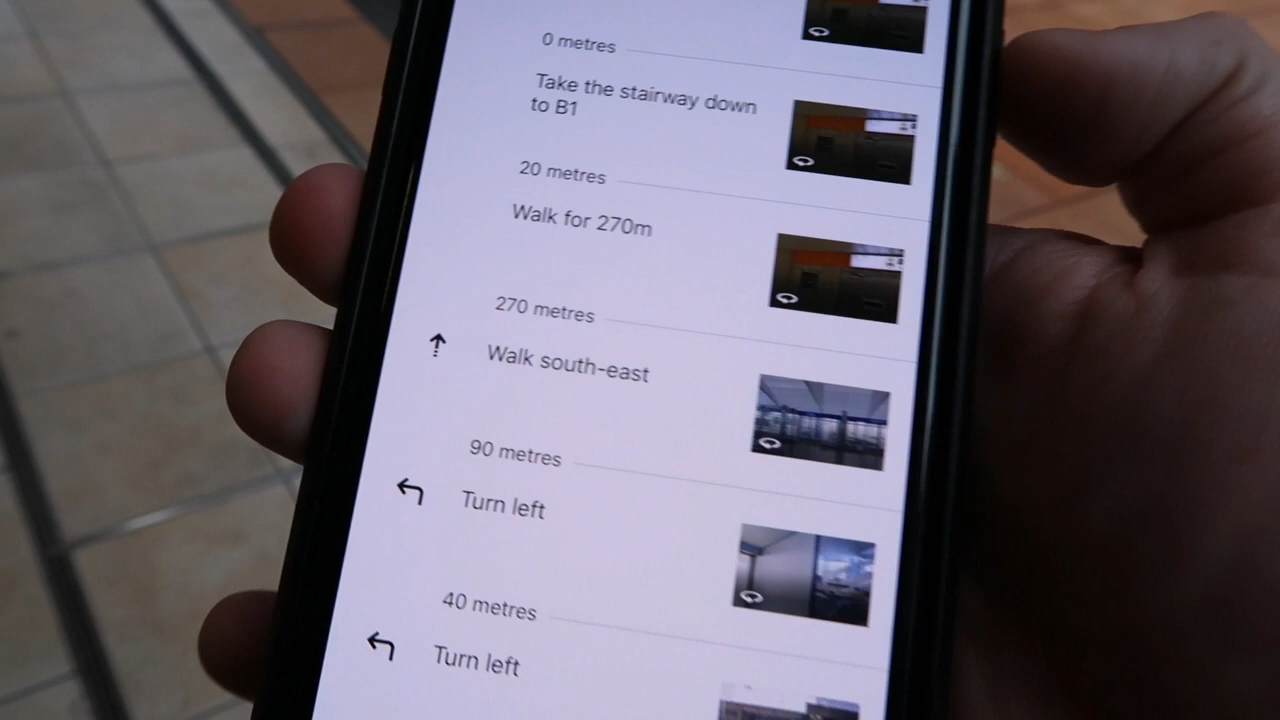 0 metres
Take the stairway down
to B1
20 metres
Walk for 270m
270 metres
Walk south-east
90 metres
Turn left
40 metres
Turn left